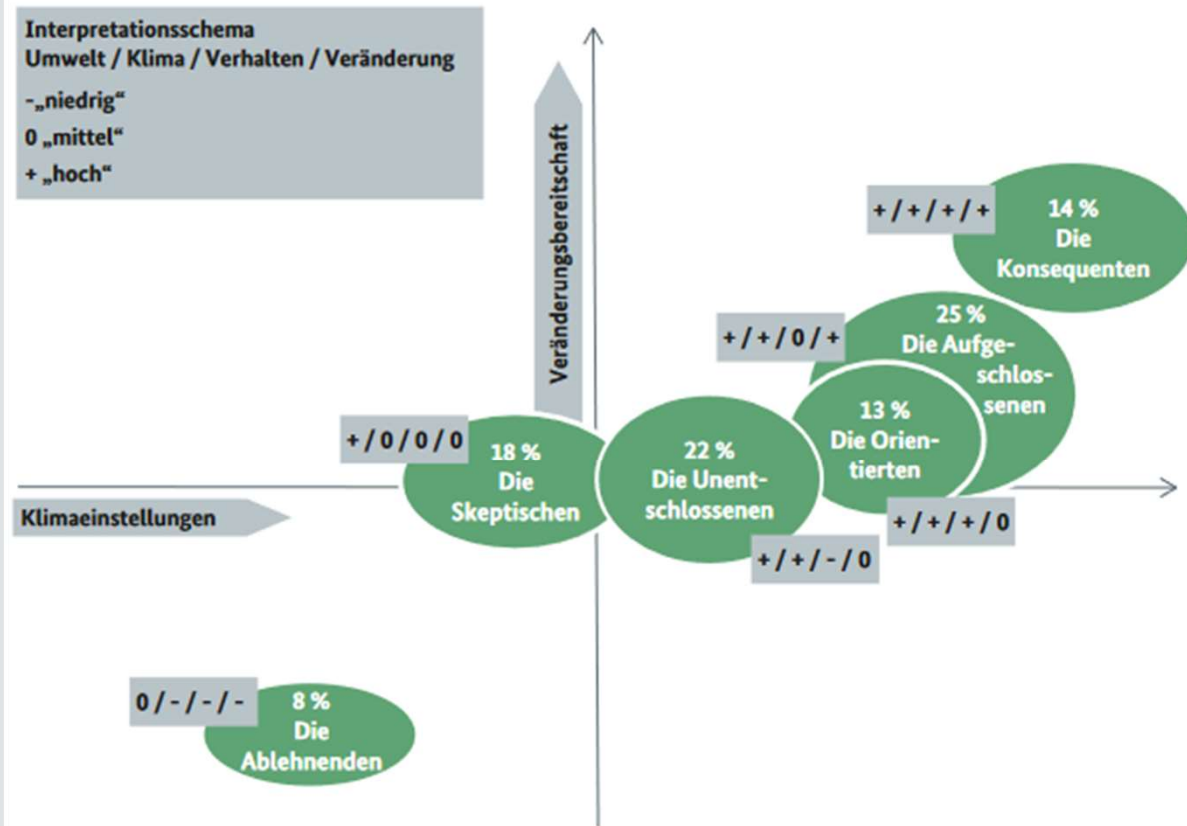 Interpretationsschema
Umwelt / Klima / Verhalten / Veränderung
-„niedrig“
0 „mittel“
+ „hoch“
Veränderungsbereitschaft
+ / + / + / +
14 %
Die
Konsequenten
+ / + / 0 / +
25 %
Die Aufge-
schlos-
senen
13 %
Die Orien-
tierten
+ / + / + / 0
+ / 0 / 0 / 0
18 %
Die
Skeptischen
22 %
Die Unent-
schlossenen
+ / + / - / 0
Klimaeinstellungen
0 / - / - / -
8 %
Die
Ablehnenden